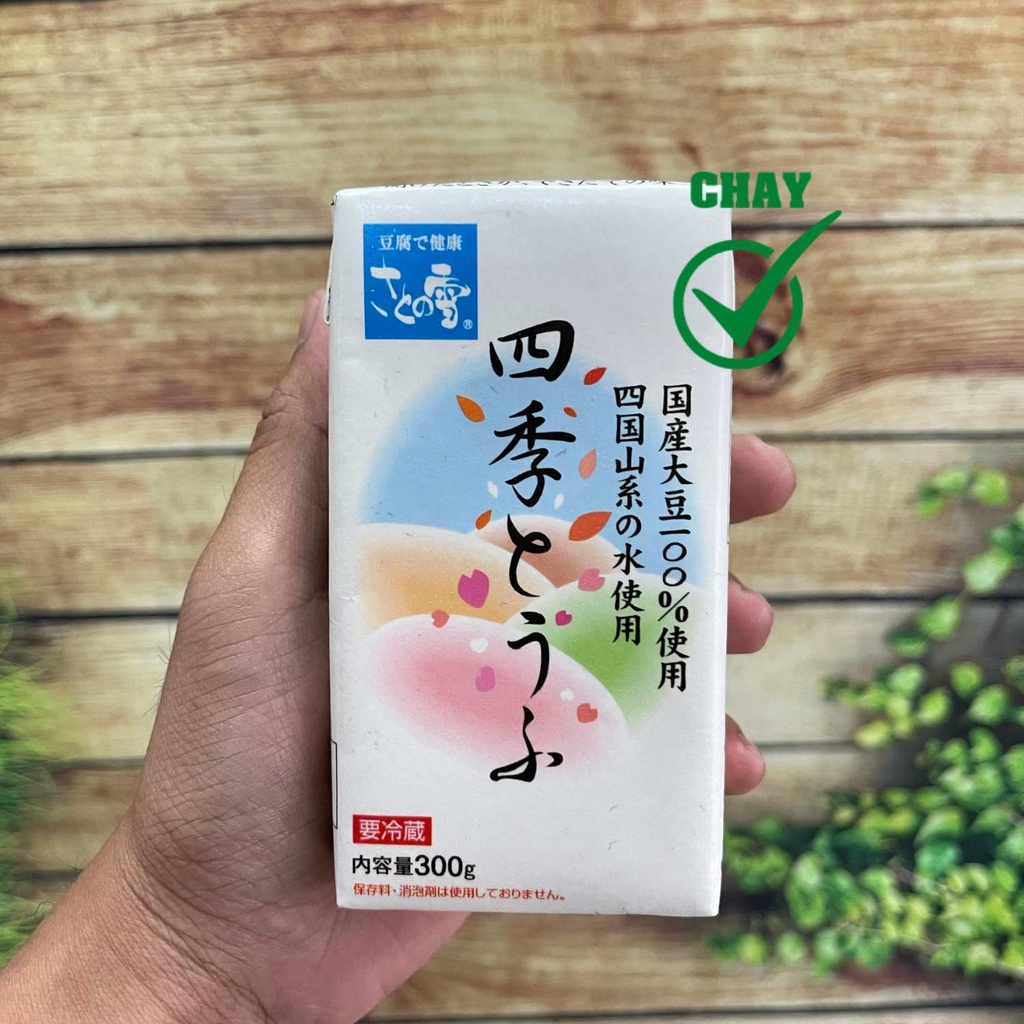 CHAY
豆腐で健康
さとの雪®
四季とうふ
国産大豆一〇〇%使用
四国山系の水使用
要冷蔵
内容量300g
保存料・消泡剤は使用しておりません。